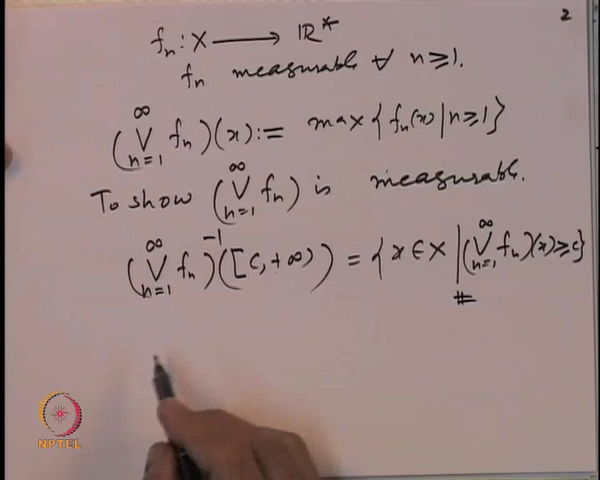 2
fₙ : X ⟶ ℝ*
fₙ measurable ∀ n ≥ 1.
(⋁_{n=1}^{∞} fₙ)(x) := max{fₙ(x) | n ≥ 1}
To show (⋁_{n=1}^{∞} fₙ) is measurable.
(⋁_{n=1}^{∞} fₙ)⁻¹([c, +∞)) = {x ∈ X | (⋁_{n=1}^{∞} fₙ)(x) ≥ c}
NPTEL